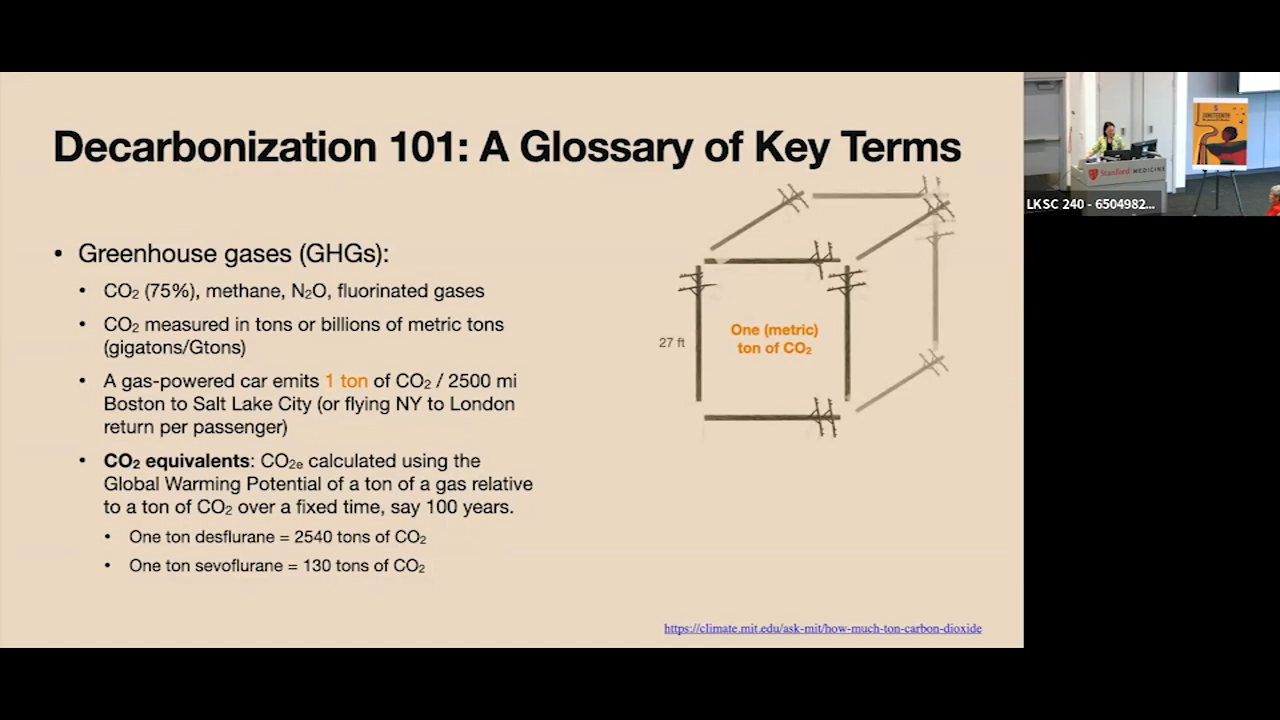 Decarbonization 101: A Glossary of Key Terms
• Greenhouse gases (GHGs):
• CO₂ (75%), methane, N₂O, fluorinated gases
• CO₂ measured in tons or billions of metric tons
(gigatons/Gtons)
• A gas-powered car emits 1 ton of CO₂ / 2500 mi
Boston to Salt Lake City (or flying NY to London
return per passenger)
• CO₂ equivalents: CO₂ₑ calculated using the
Global Warming Potential of a ton of a gas relative
to a ton of CO₂ over a fixed time, say 100 years.
• One ton desflurane = 2540 tons of CO₂
• One ton sevoflurane = 130 tons of CO₂
27 ft
One (metric)
ton of CO₂
https://climate.mit.edu/ask-mit/how-much-ton-carbon-dioxide
JUNETEENTH
Stanford MEDICINE
LKSC 240 - 6504982...